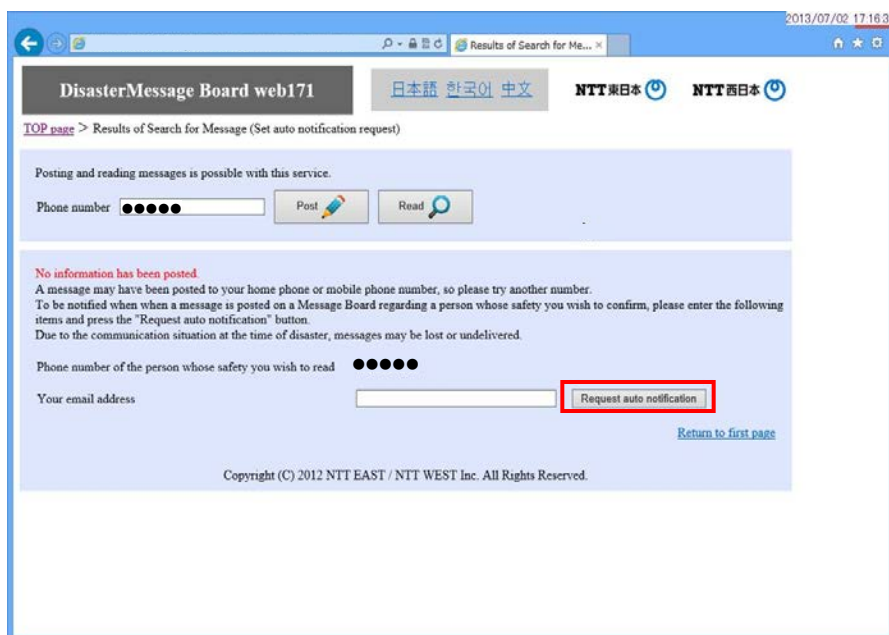 2013/07/02 17:16:3
Results of Search for Me... ×
DisasterMessage Board web171
日本語 한국어 中文
NTT東日本
NTT西日本
TOP page > Results of Search for Message (Set auto notification request)
Posting and reading messages is possible with this service.
Phone number ●●●●● Post Read
No information has been posted.
A message may have been posted to your home phone or mobile phone number, so please try another number.
To be notified when when a message is posted on a Message Board regarding a person whose safety you wish to confirm, please enter the following
items and press the "Request auto notification" button.
Due to the communication situation at the time of disaster, messages may be lost or undelivered.
Phone number of the person whose safety you wish to read ●●●●●
Your email address Request auto notification
Return to first page
Copyright (C) 2012 NTT EAST / NTT WEST Inc. All Rights Reserved.